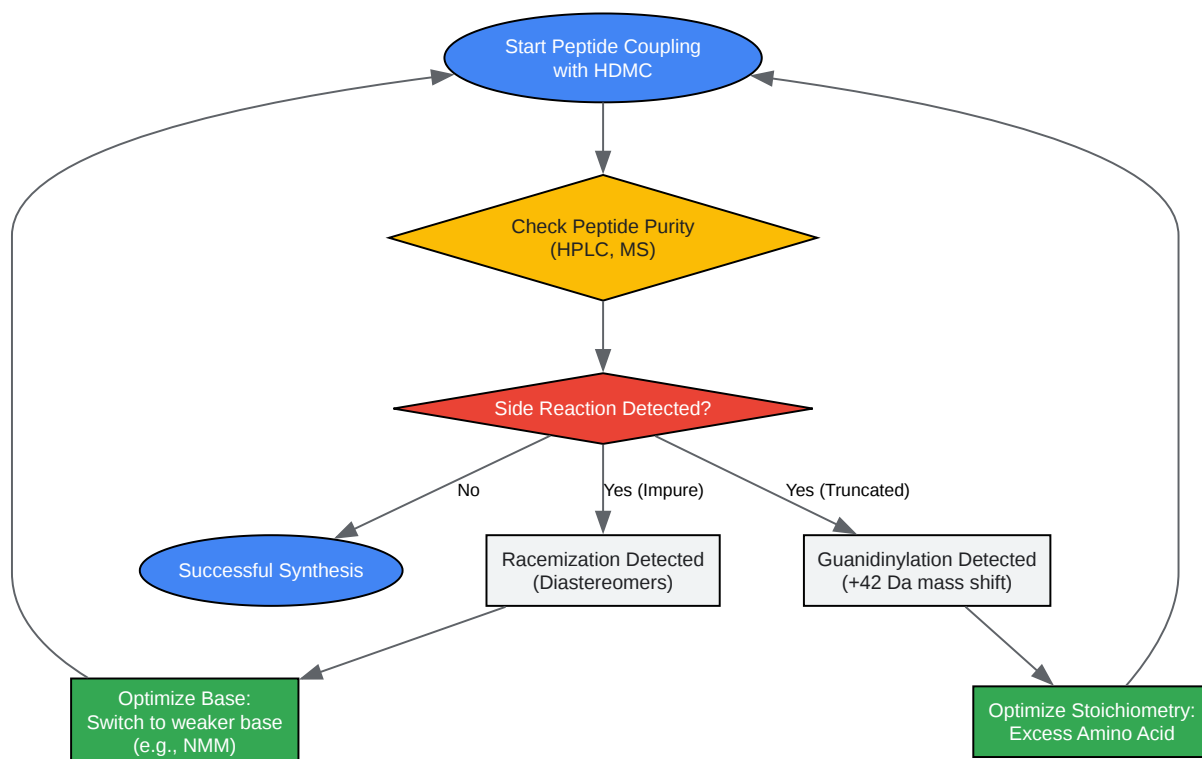 Start Peptide Coupling
with HDMC
Check Peptide Purity
(HPLC, MS)
Side Reaction Detected?
No
Yes (Impure)
Yes (Truncated)
Successful Synthesis
Racemization Detected
(Diastereomers)
Guanidinylation Detected
(+42 Da mass shift)
Optimize Base:
Switch to weaker base
(e.g., NMM)
Optimize Stoichiometry:
Excess Amino Acid